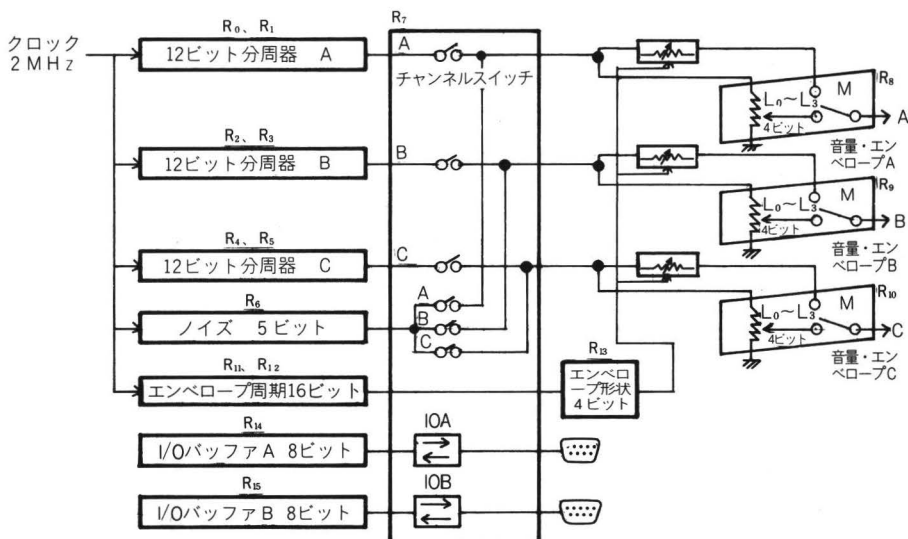 クロック
2MHz
R₀、R₁
12ビット分周器 A
R₂、R₃
12ビット分周器 B
R₄、R₅
12ビット分周器 C
R₆
ノイズ 5ビット
R₁₁、R₁₂
エンベロープ周期16ビット
R₁₄
I/OバッファA 8ビット
R₁₅
I/OバッファB 8ビット
R₇
A
チャンネルスイッチ
B
C
A
B
C
IOA
IOB
R₁₃
エンベロ
ープ形状
4ビット
R₈
M
L₀～L₃
4ビット
A
音量・エン
ベロープA
R₉
M
L₀～L₃
4ビット
B
音量・エン
ベロープB
R₁₀
M
L₀～L₃
4ビット
C
音量・エン
ベロープC